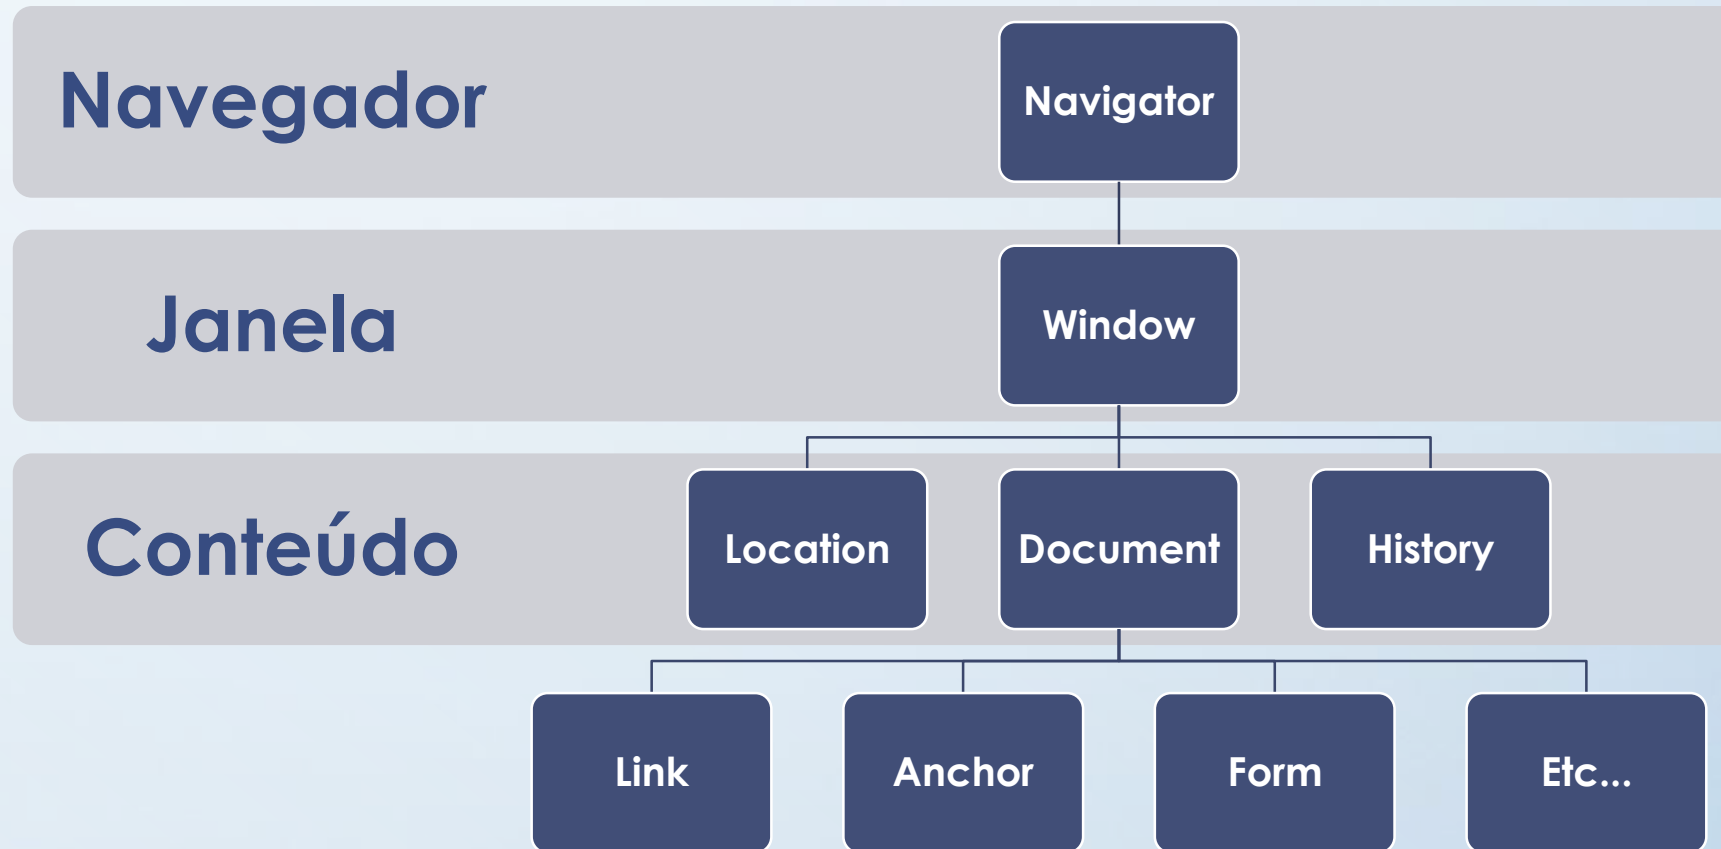 Navegador
Navigator
Janela
Window
Conteúdo
Location
Document
History
Link
Anchor
Form
Etc...